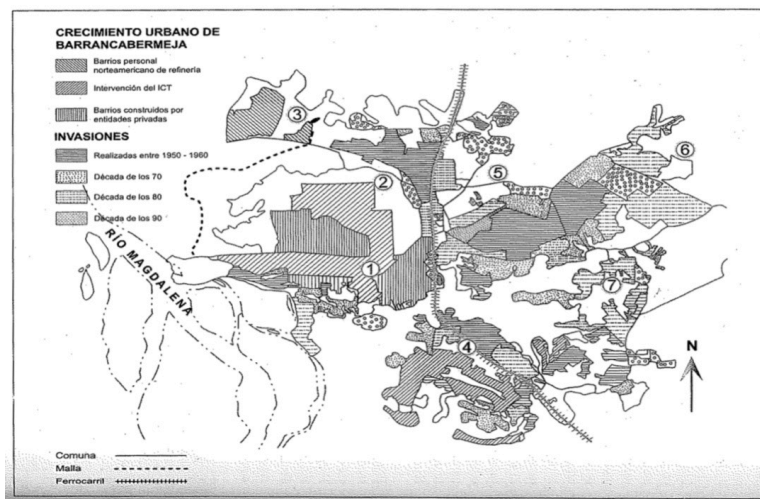 CRECIMIENTO URBANO DE
BARRANCABERMEJA
Barrios personal
norteamericano de refinería
Intervención del ICT
Barrios construidos por
entidades privadas
INVASIONES
Realizadas entre 1950 - 1960
Década de los 70
Década de los 80
Década de los 90
3
6
2
5
RÍO MAGDALENA
1
7
4
N
Comuna
Malla
Ferrocarril